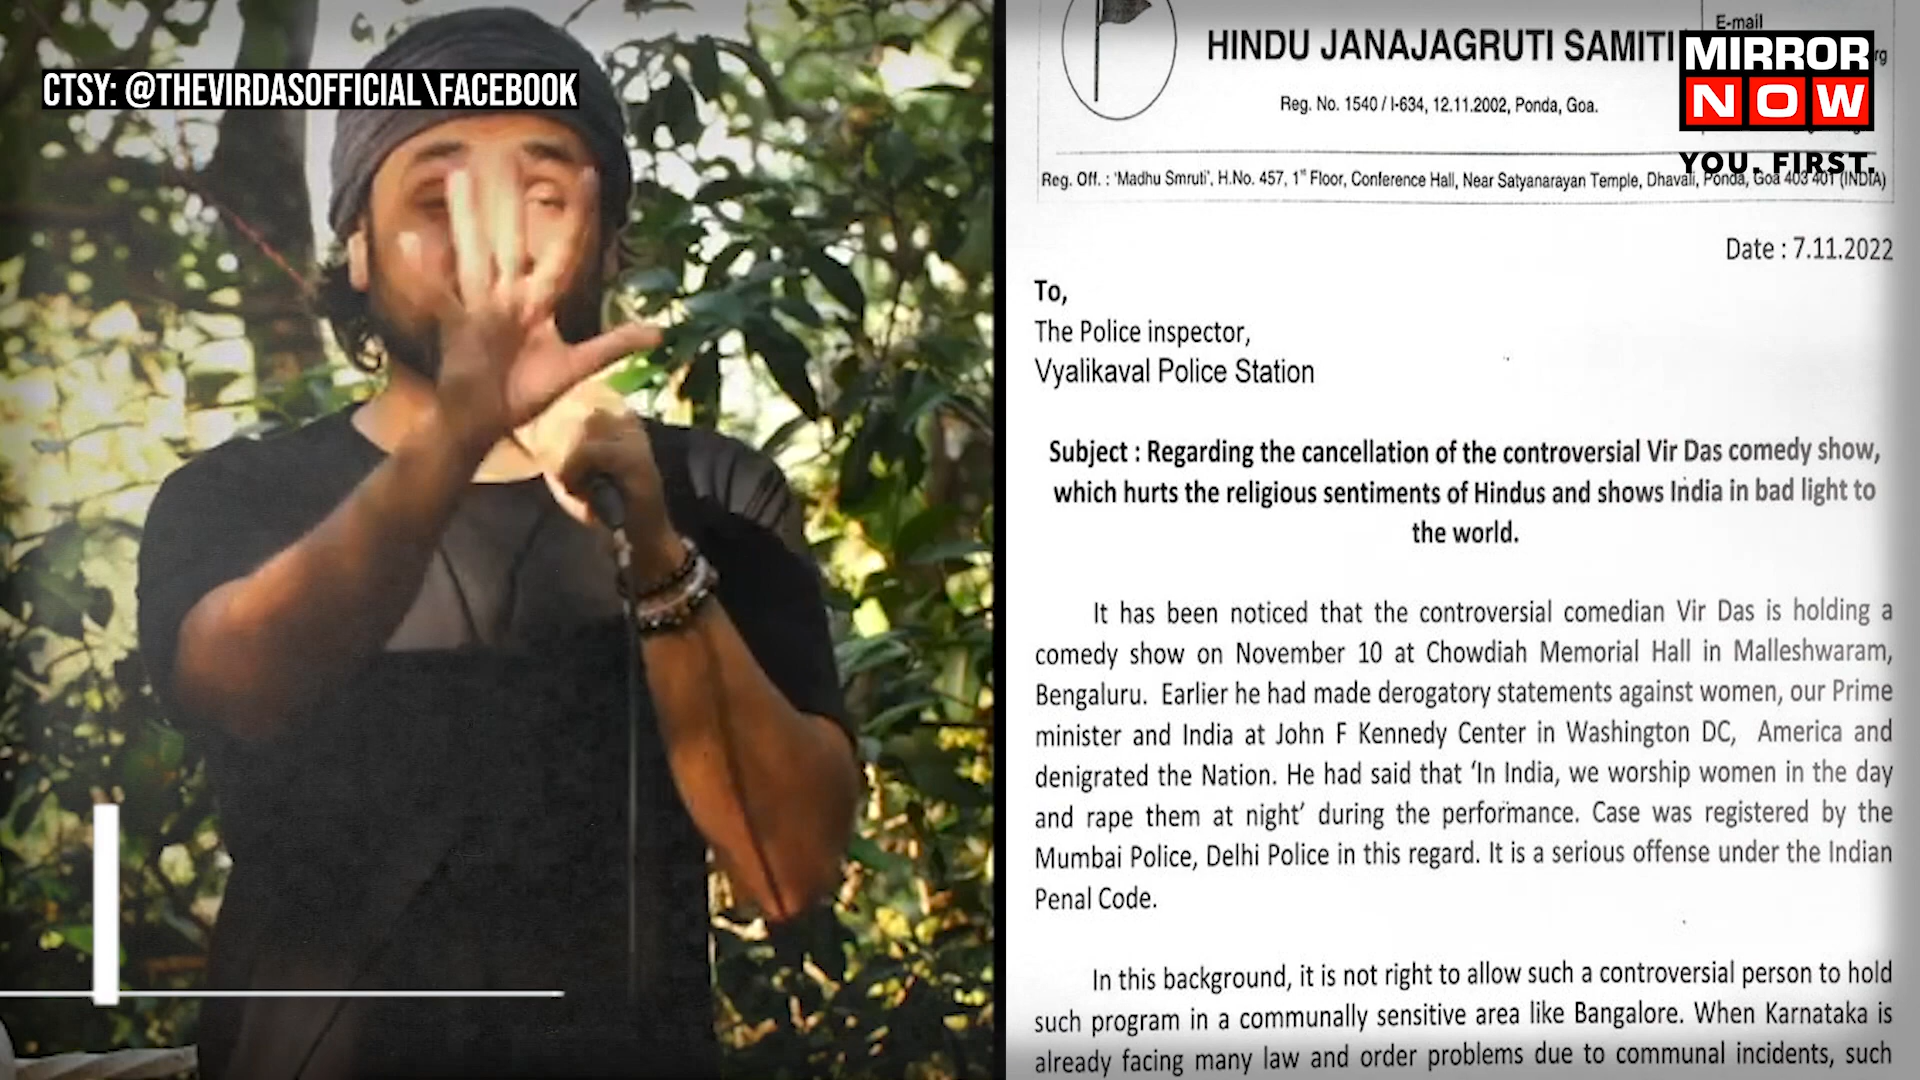 CTSY: @THEVIRDASOFFICIAL\FACEBOOK
MIRROR
NOW
YOU. FIRST.
E-mail
HINDU JANAJAGRUTI SAMITI
Reg. No. 1540 / I-634, 12.11.2002, Ponda, Goa.
Reg. Off. : 'Madhu Smruti', H.No. 457, 1st Floor, Conference Hall, Near Satyanarayan Temple, Dhavali, Ponda, Goa 403 401 (INDIA)
Date : 7.11.2022
To,
The Police inspector,
Vyalikaval Police Station
Subject : Regarding the cancellation of the controversial Vir Das comedy show,
which hurts the religious sentiments of Hindus and shows India in bad light to
the world.
It has been noticed that the controversial comedian Vir Das is holding a
comedy show on November 10 at Chowdiah Memorial Hall in Malleshwaram,
Bengaluru. Earlier he had made derogatory statements against women, our Prime
minister and India at John F Kennedy Center in Washington DC, America and
denigrated the Nation. He had said that 'In India, we worship women in the day
and rape them at night' during the performance. Case was registered by the
Mumbai Police, Delhi Police in this regard. It is a serious offense under the Indian
Penal Code.
In this background, it is not right to allow such a controversial person to hold
such program in a communally sensitive area like Bangalore. When Karnataka is
already facing many law and order problems due to communal incidents, such